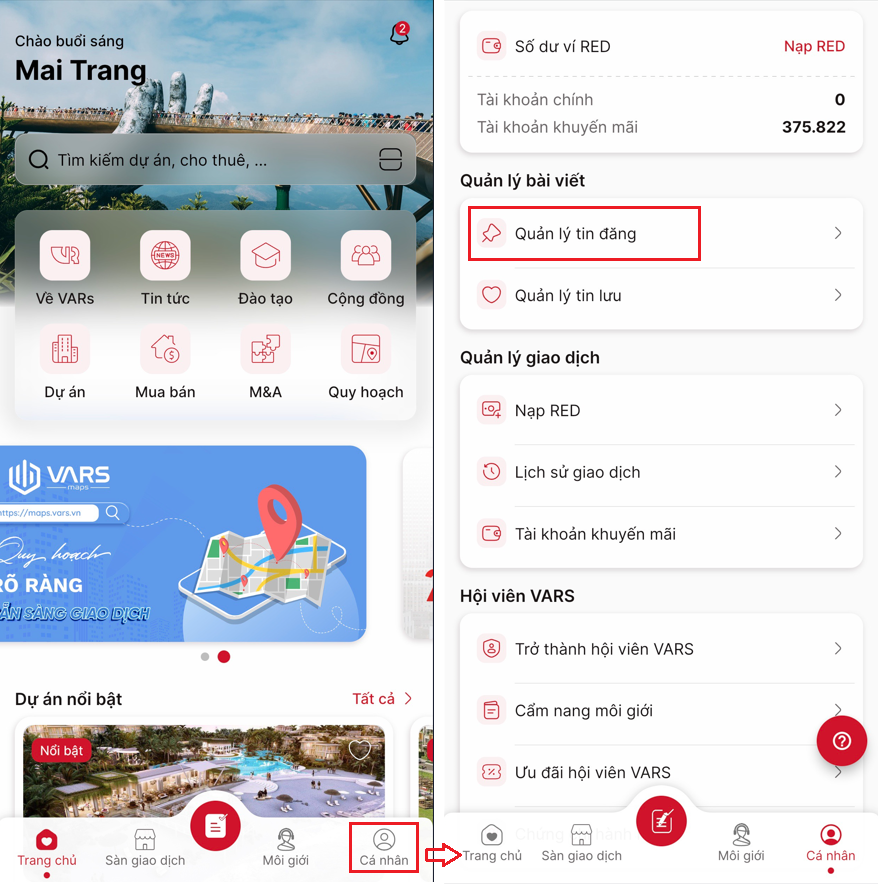 Chào buổi sáng
2
Mai Trang
Tìm kiếm dự án, cho thuê, ...
Về VARs
Tin tức
Đào tạo
Cộng đồng
NEWS
Dự án
Mua bán
M&A
Quy hoạch
VARS
maps
https://maps.vars.vn
Quy hoạch
RÕ RÀNG
SÀNG GIAO DỊCH
Dự án nổi bật
Tất cả
Nổi bật
Trang chủ
Sàn giao dịch
Môi giới
Cá nhân
Số dư ví RED
Nạp RED
Tài khoản chính
0
Tài khoản khuyến mãi
375.822
Quản lý bài viết
Quản lý tin đăng
Quản lý tin lưu
Quản lý giao dịch
Nạp RED
Lịch sử giao dịch
Tài khoản khuyến mãi
Hội viên VARS
Trở thành hội viên VARS
Cẩm nang môi giới
Ưu đãi hội viên VARS
Trang chủ
Sàn giao dịch
Môi giới
Cá nhân